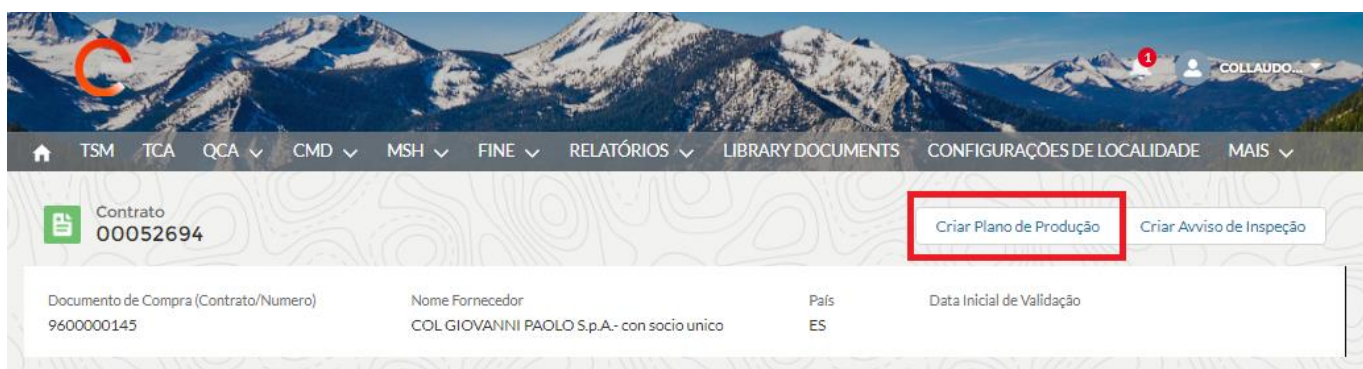 1
COLLAUDO...
TSM TCA QCA CMD MSH FINE RELATÓRIOS LIBRARY DOCUMENTS CONFIGURAÇÕES DE LOCALIDADE MAIS
Contrato
00052694
Criar Plano de Produção Criar Avviso de Inspeção
Documento de Compra (Contrato/Numero) Nome Fornecedor País Data Inicial de Validação
9600000145 COL GIOVANNI PAOLO S.p.A.- con socio unico ES